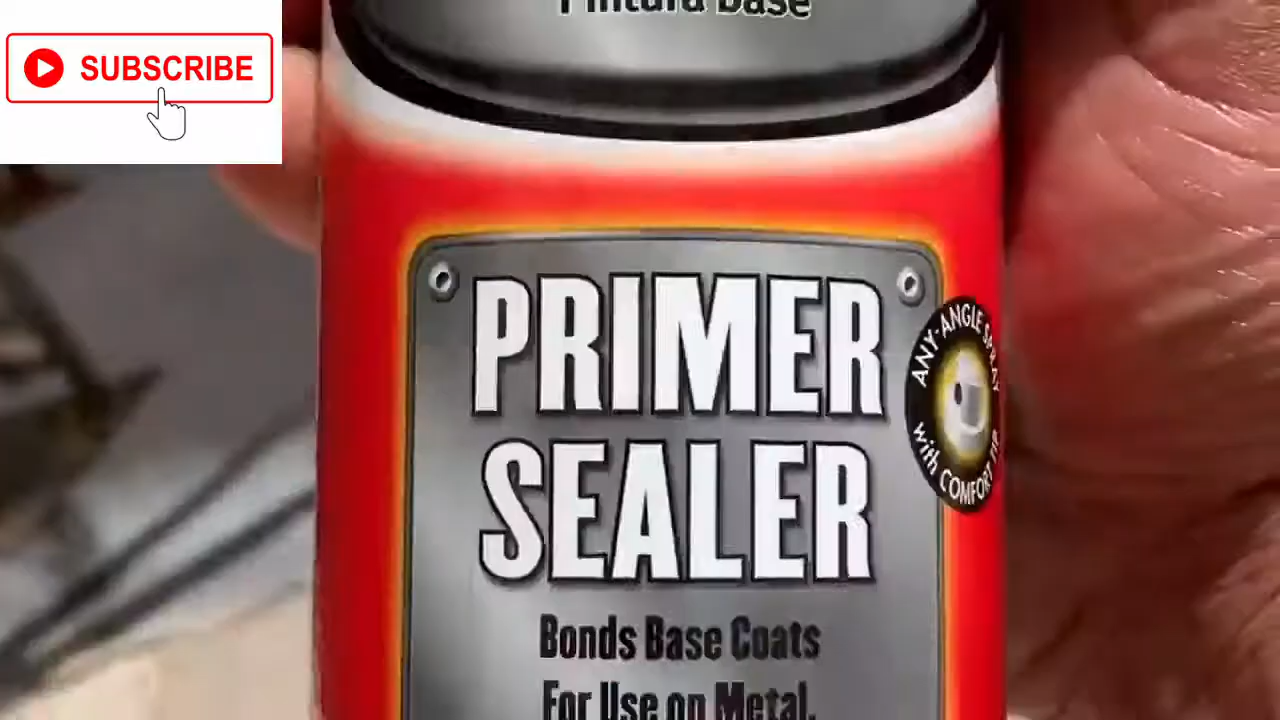 Pintura Base
SUBSCRIBE
PRIMER
SEALER
ANY-ANGLE SPRAY
with COMFORT TIP
Bonds Base Coats
For Use on Metal,